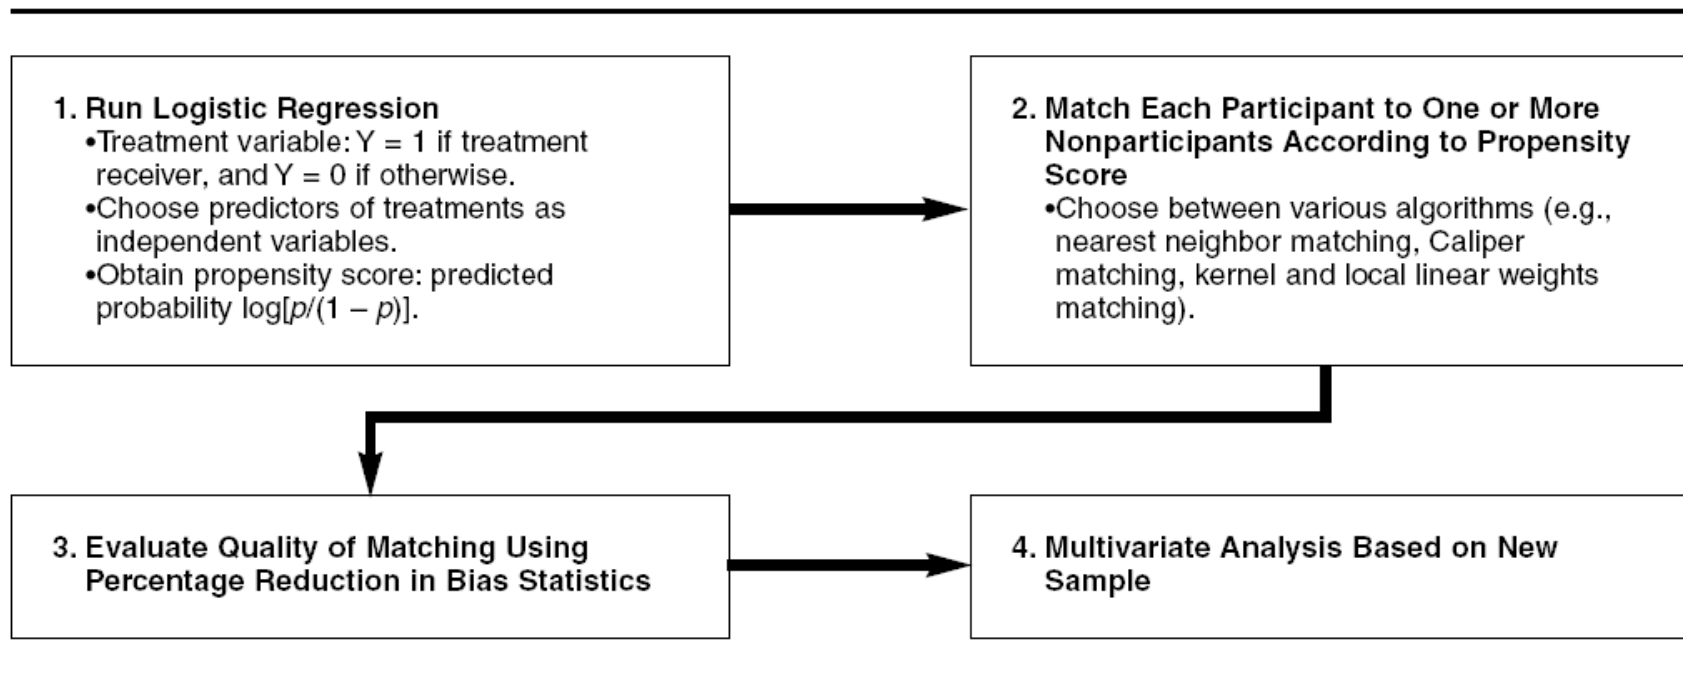 1. Run Logistic Regression
•Treatment variable: Y = 1 if treatment
receiver, and Y = 0 if otherwise.
•Choose predictors of treatments as
independent variables.
•Obtain propensity score: predicted
probability log[p/(1 – p)].
2. Match Each Participant to One or More
Nonparticipants According to Propensity
Score
•Choose between various algorithms (e.g.,
nearest neighbor matching, Caliper
matching, kernel and local linear weights
matching).
3. Evaluate Quality of Matching Using
Percentage Reduction in Bias Statistics
4. Multivariate Analysis Based on New
Sample